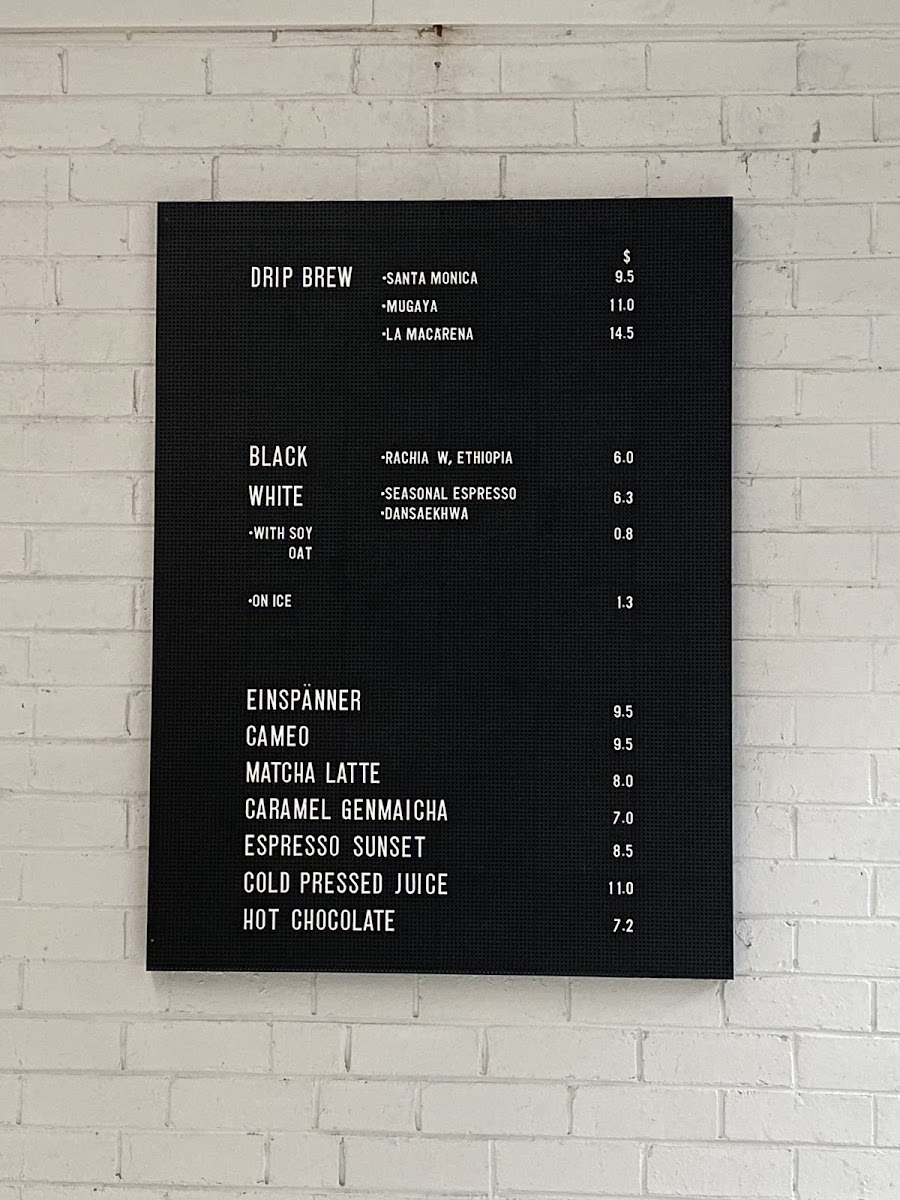 $
DRIP BREW ·SANTA MONICA 9.5
·MUGAYA 11.0
·LA MACARENA 14.5
BLACK ·RACHIA W, ETHIOPIA 6.0
WHITE ·SEASONAL ESPRESSO 6.3
·DANSAEKHWA
·WITH SOY 0.8
OAT
·ON ICE 1.3
EINSPÄNNER 9.5
CAMEO 9.5
MATCHA LATTE 8.0
CARAMEL GENMAICHA 7.0
ESPRESSO SUNSET 8.5
COLD PRESSED JUICE 11.0
HOT CHOCOLATE 7.2